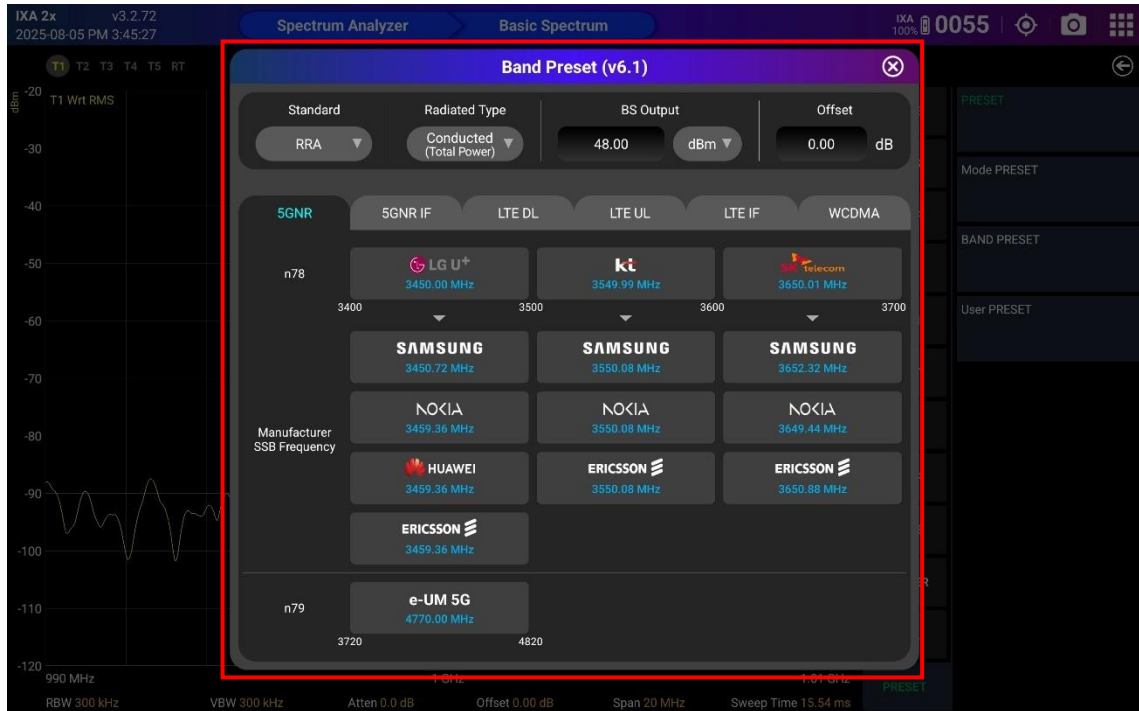 IXA 2x v3.2.72
2025-08-05 PM 3:45:27
Spectrum Analyzer
Basic Spectrum
IXA
100%
0055
T1 T2 T3 T4 T5 RT
dBm
T1 Wrt RMS
-20
-30
-40
-50
-60
-70
-80
-90
-100
-110
-120
Band Preset (v6.1)
Standard Radiated Type BS Output Offset
RRA
Conducted
(Total Power)
48.00 dBm 0.00 dB
5GNR 5GNR IF LTE DL LTE UL LTE IF WCDMA
n78
LG U+
3450.00 MHz
kt
3549.99 MHz
SK telecom
3650.01 MHz
3400 3500 3600 3700
Manufacturer
SSB Frequency
SAMSUNG
3450.72 MHz
SAMSUNG
3550.08 MHz
SAMSUNG
3652.32 MHz
NOKIA
3459.36 MHz
NOKIA
3550.08 MHz
NOKIA
3649.44 MHz
HUAWEI
3459.36 MHz
ERICSSON
3550.08 MHz
ERICSSON
3650.88 MHz
ERICSSON
3459.36 MHz
n79
e-UM 5G
4770.00 MHz
3720 4820
PRESET
Mode PRESET
BAND PRESET
User PRESET
990 MHz 1 GHz 1.01 GHz
RBW 300 kHz VBW 300 kHz Atten 0.0 dB Offset 0.00 dB Span 20 MHz Sweep Time 15.54 ms
PRESET